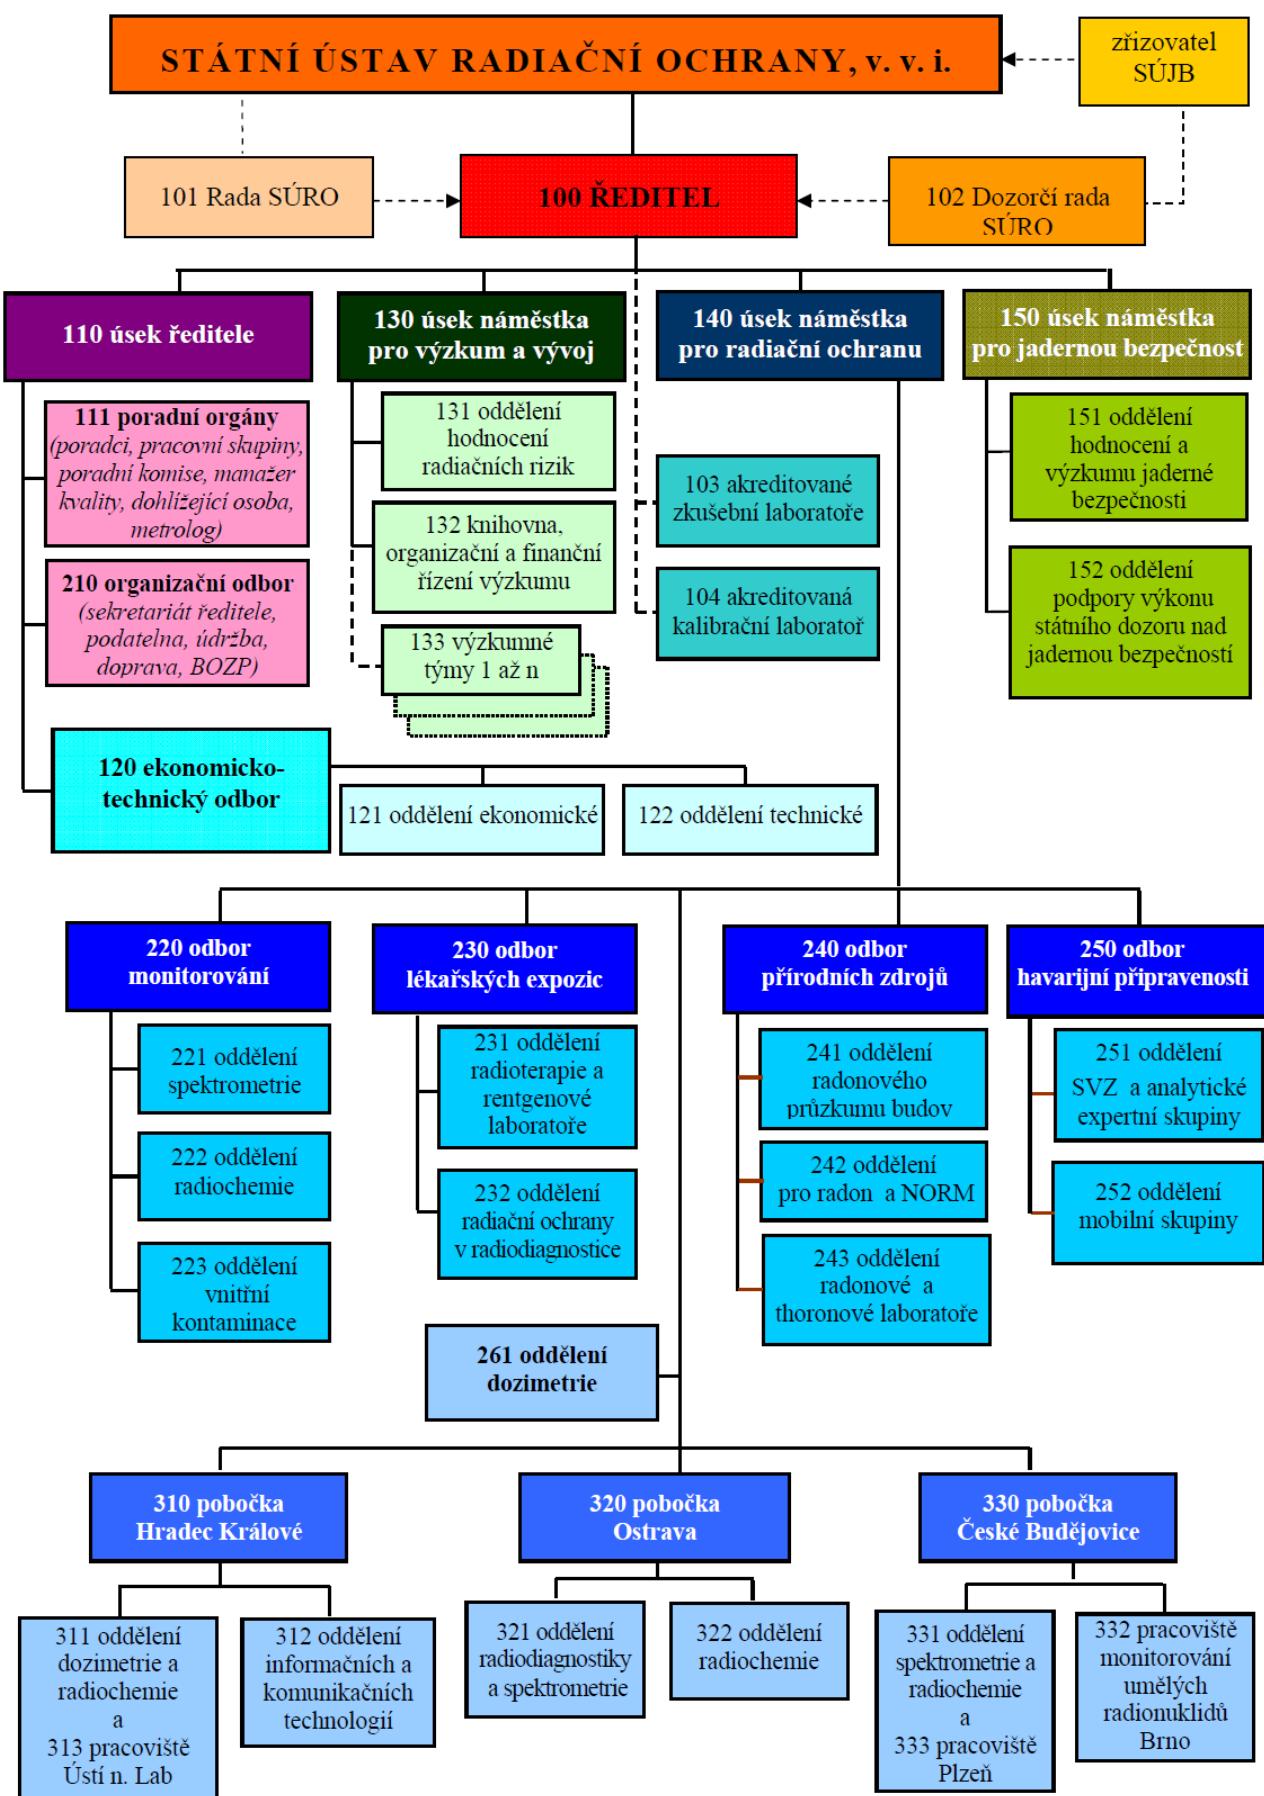 STÁTNÍ ÚSTAV RADIAČNÍ OCHRANY, v. v. i.
zřizovatel
SÚJB
101 Rada SÚRO
100 ŘEDITEL
102 Dozorčí rada
SÚRO
110 úsek ředitele
130 úsek náměstka
pro výzkum a vývoj
140 úsek náměstka
pro radiační ochranu
150 úsek náměstka
pro jadernou bezpečnost
111 poradní orgány
(poradci, pracovní skupiny,
poradní komise, manažer
kvality, dohlížející osoba,
metrolog)
210 organizační odbor
(sekretariát ředitele,
podatelna, údržba,
doprava, BOZP)
131 oddělení
hodnocení
radiačních rizik
132 knihovna,
organizační a finanční
řízení výzkumu
133 výzkumné
týmy 1 až n
103 akreditované
zkušební laboratoře
104 akreditovaná
kalibrační laboratoř
151 oddělení
hodnocení a
výzkumu jaderné
bezpečnosti
152 oddělení
podpory výkonu
státního dozoru nad
jadernou bezpečností
120 ekonomicko-
technický odbor
121 oddělení ekonomické
122 oddělení technické
220 odbor
monitorování
221 oddělení
spektrometrie
222 oddělení
radiochemie
223 oddělení
vnitřní
kontaminace
230 odbor
lékařských expozic
231 oddělení
radioterapie a
rentgenové
laboratoře
232 oddělení
radiační ochrany
v radiodiagnostice
240 odbor
přírodních zdrojů
241 oddělení
radonového
průzkumu budov
242 oddělení
pro radon a NORM
243 oddělení
radonové a
thoronové laboratoře
250 odbor
havarijní připravenosti
251 oddělení
SVZ a analytické
expertní skupiny
252 oddělení
mobilní skupiny
261 oddělení
dozimetrie
310 pobočka
Hradec Králové
320 pobočka
Ostrava
330 pobočka
České Budějovice
311 oddělení
dozimetrie a
radiochemie
a
313 pracoviště
Ústí n. Lab
312 oddělení
informačních a
komunikačních
technologií
321 oddělení
radiodiagnostiky
a spektrometrie
322 oddělení
radiochemie
331 oddělení
spektrometrie a
radiochemie
a
333 pracoviště
Plzeň
332 pracoviště
monitorování
umělých
radionuklidů
Brno